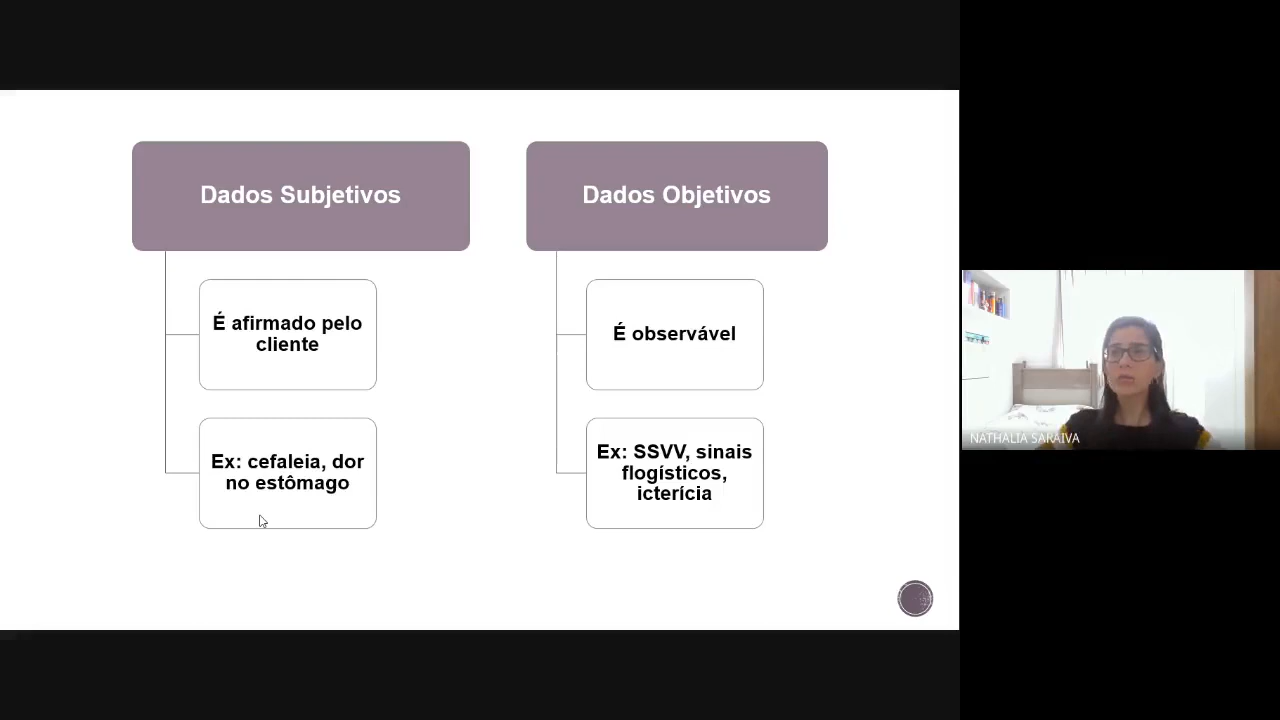 Dados Subjetivos
É afirmado pelo
cliente
Ex: cefaleia, dor
no estômago
Dados Objetivos
É observável
Ex: SSVV, sinais
flogísticos,
icterícia
NATHALIA SARAIVA